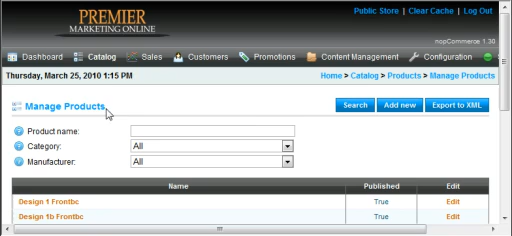 PREMIER
MARKETING ONLINE
Public Store | Clear Cache | Log Out
nopCommerce 1.30
Dashboard Catalog Sales Customers Promotions Content Management Configuration
Thursday, March 25, 2010 1:15 PM
Home > Catalog > Products > Manage Products
Manage Products
Search Add new Export to XML
Product name:
Category: All
Manufacturer: All
Name Published Edit
Design 1 Frontbc True Edit
Design 1b Frontbc True Edit